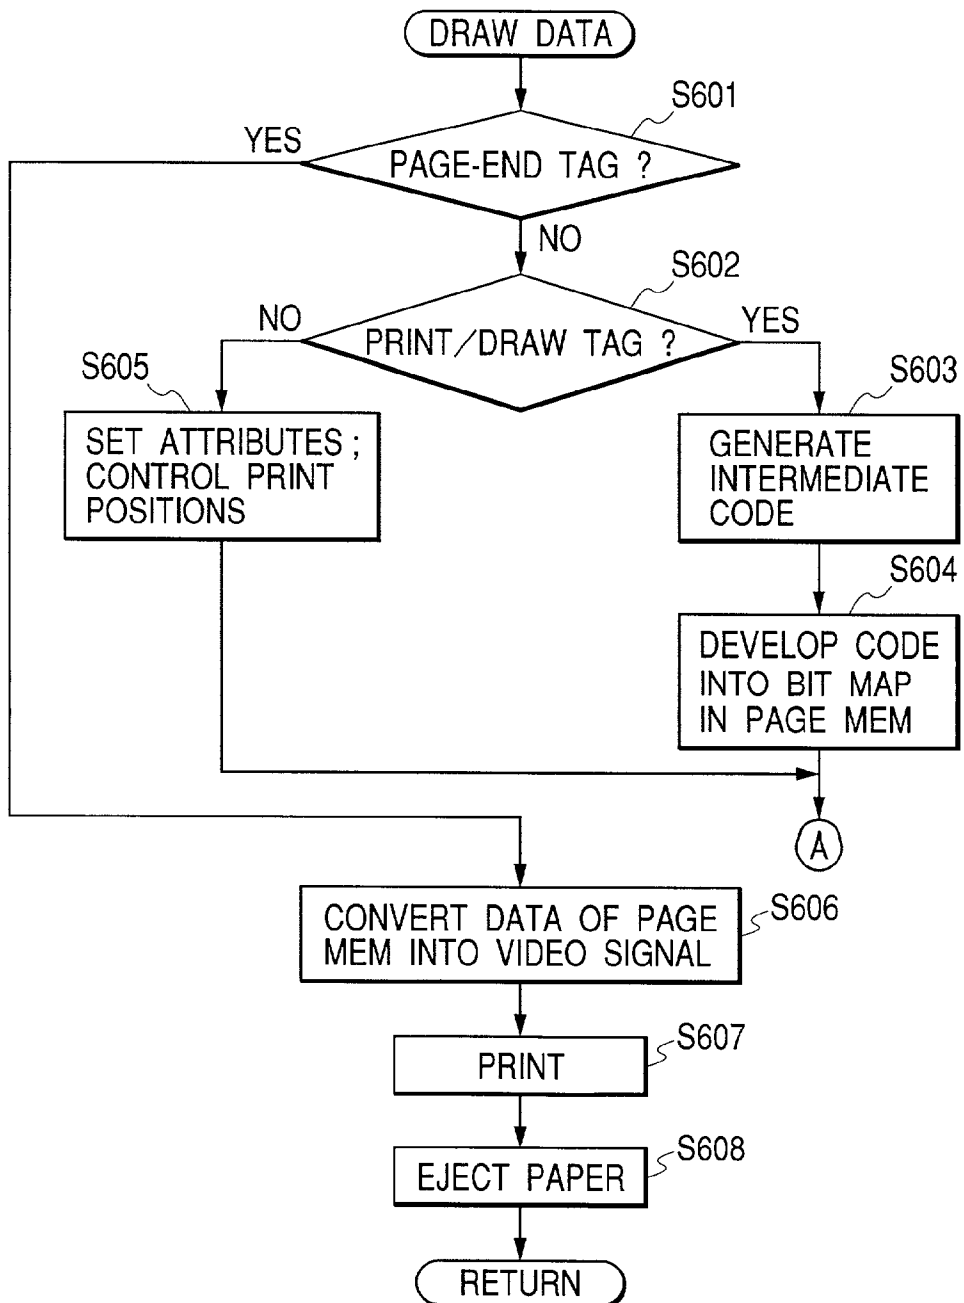 DRAW DATA
S601
YES
PAGE-END TAG ?
NO
S602
NO
YES
PRINT/DRAW TAG ?
S605
S603
SET ATTRIBUTES ;
CONTROL PRINT
POSITIONS
GENERATE
INTERMEDIATE
CODE
S604
DEVELOP CODE
INTO BIT MAP
IN PAGE MEM
A
S606
CONVERT DATA OF PAGE
MEM INTO VIDEO SIGNAL
S607
PRINT
S608
EJECT PAPER
RETURN